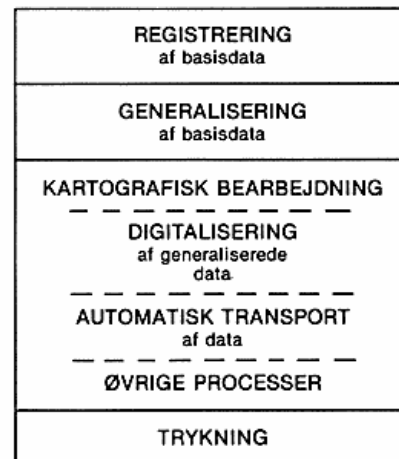 REGISTRERING
af basisdata
GENERALISERING
af basisdata
KARTOGRAFISK BEARBEJDNING
DIGITALISERING
af generaliserede
data
AUTOMATISK TRANSPORT
af data
ØVRIGE PROCESSER
TRYKNING